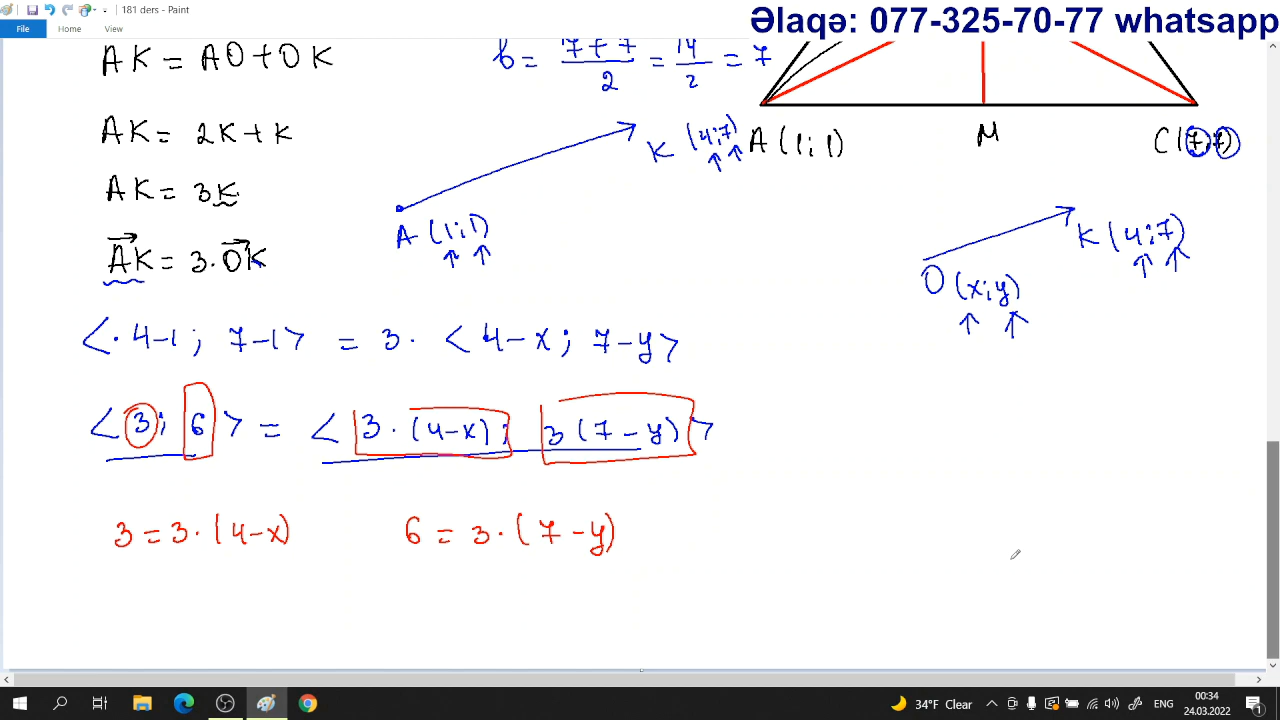 181 ders - Paint
Əlaqə: 077-325-70-77 whatsapp
File Home View
AK = AO + OK
b = 7+7/2 = 14/2 = 7
AK = 2K + K
K (4;7)
A (1;1)
M
C (7;7)
AK = 3K
A (1;1)
K (4;7)
AK = 3·OK
O (x;y)
<·4-1; 7-1> = 3· <4-x; 7-y>
<3; 6> = <3·(4-x); 3(7-y)>
3 = 3·(4-x)
6 = 3·(7-y)
34°F Clear
ENG
00:34
24.03.2022
1